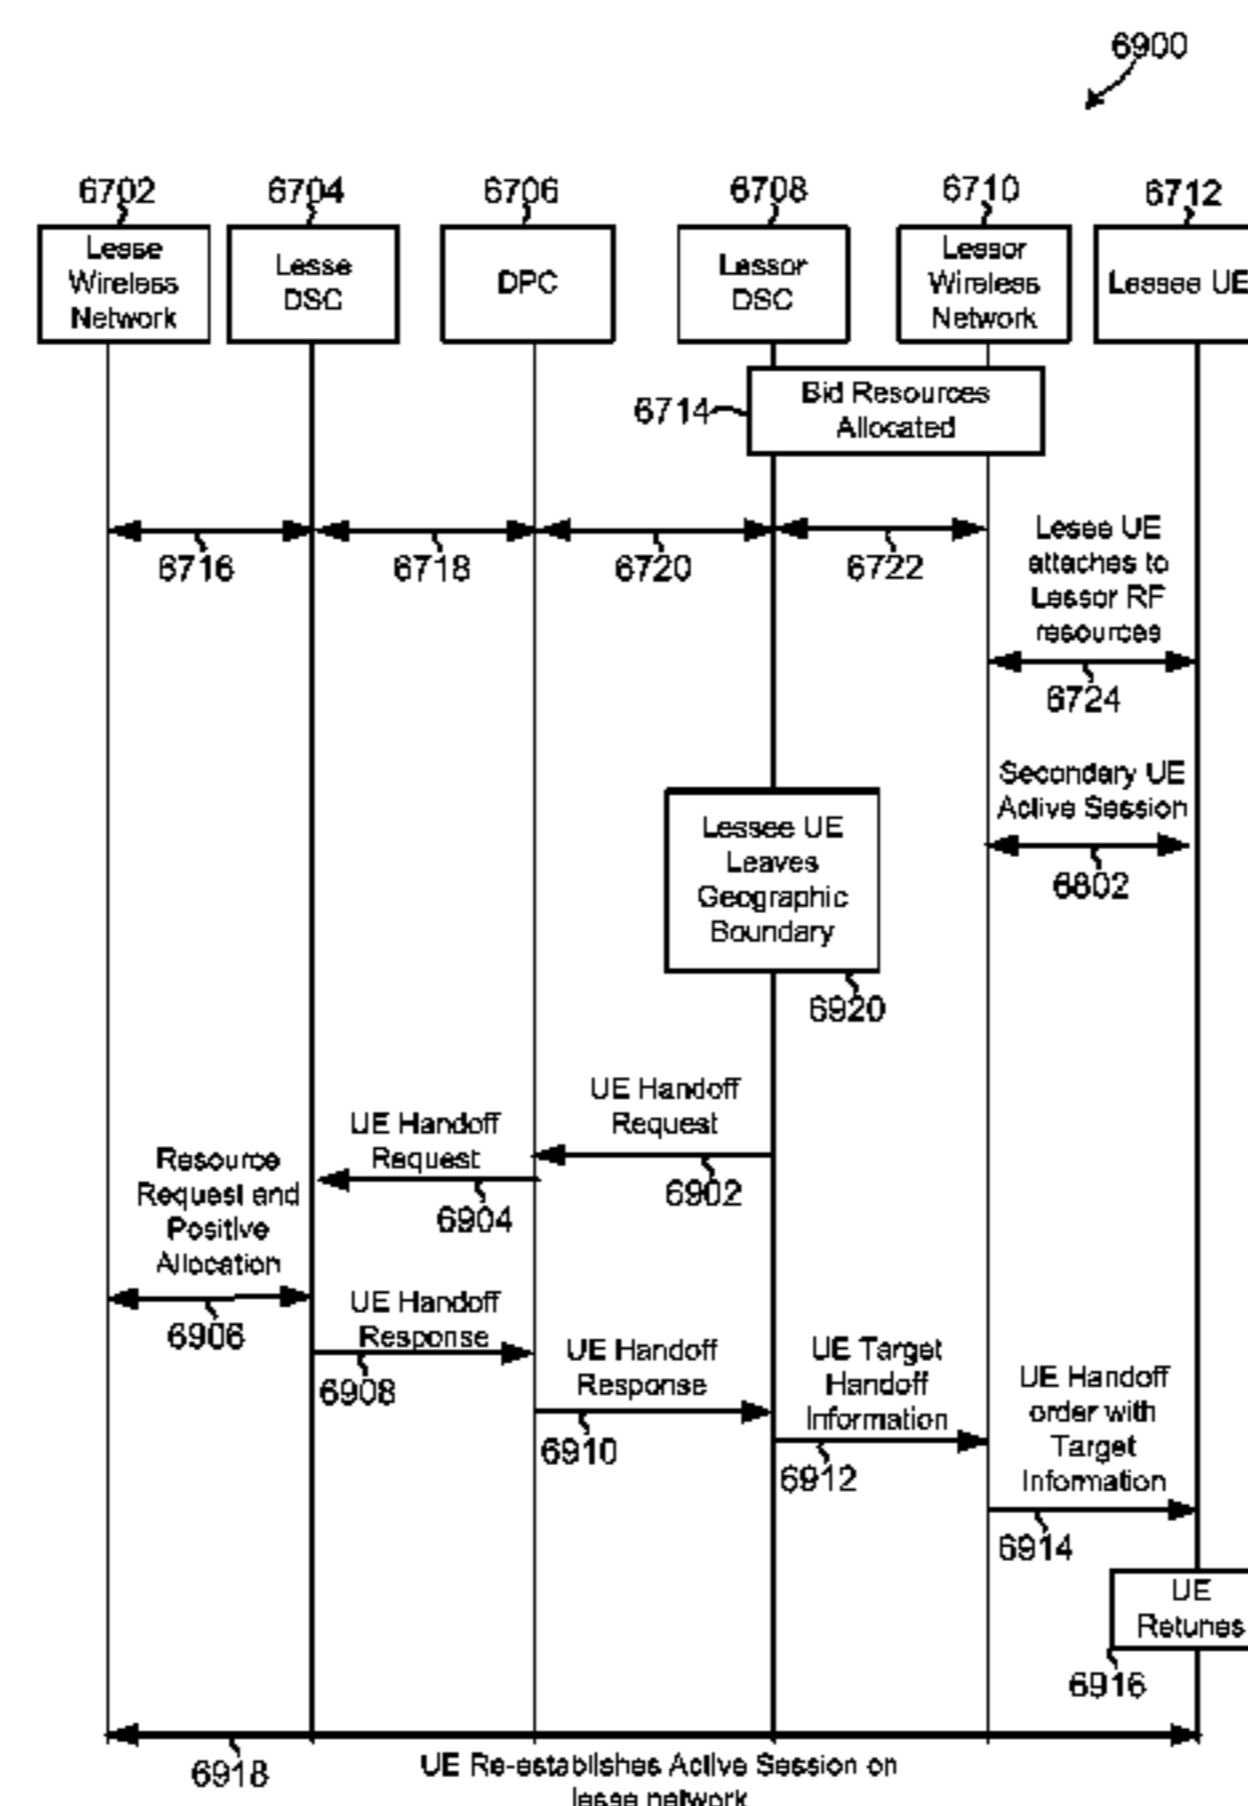 6900
6702
6704
6706
6708
6710
6712
Lesse
Wireless
Network
Lesse
DSC
DPC
Lessor
DSC
Lessor
Wireless
Network
Lessee UE
6714
Bid Resources
Allocated
6716
6718
6720
6722
Lesee UE
attaches to
Lessor RF
resources
6724
Secondary UE
Active Session
6802
Lessee UE
Leaves
Geographic
Boundary
6920
UE Handoff
Request
6902
UE Handoff
Request
6904
Resource
Request and
Positive
Allocation
6906
UE Handoff
Response
6908
UE Handoff
Response
6910
UE Target
Handoff
Information
6912
UE Handoff
order with
Target
Information
6914
UE
Retunes
6916
6918
UE Re-establishes Active Session on
lesse network